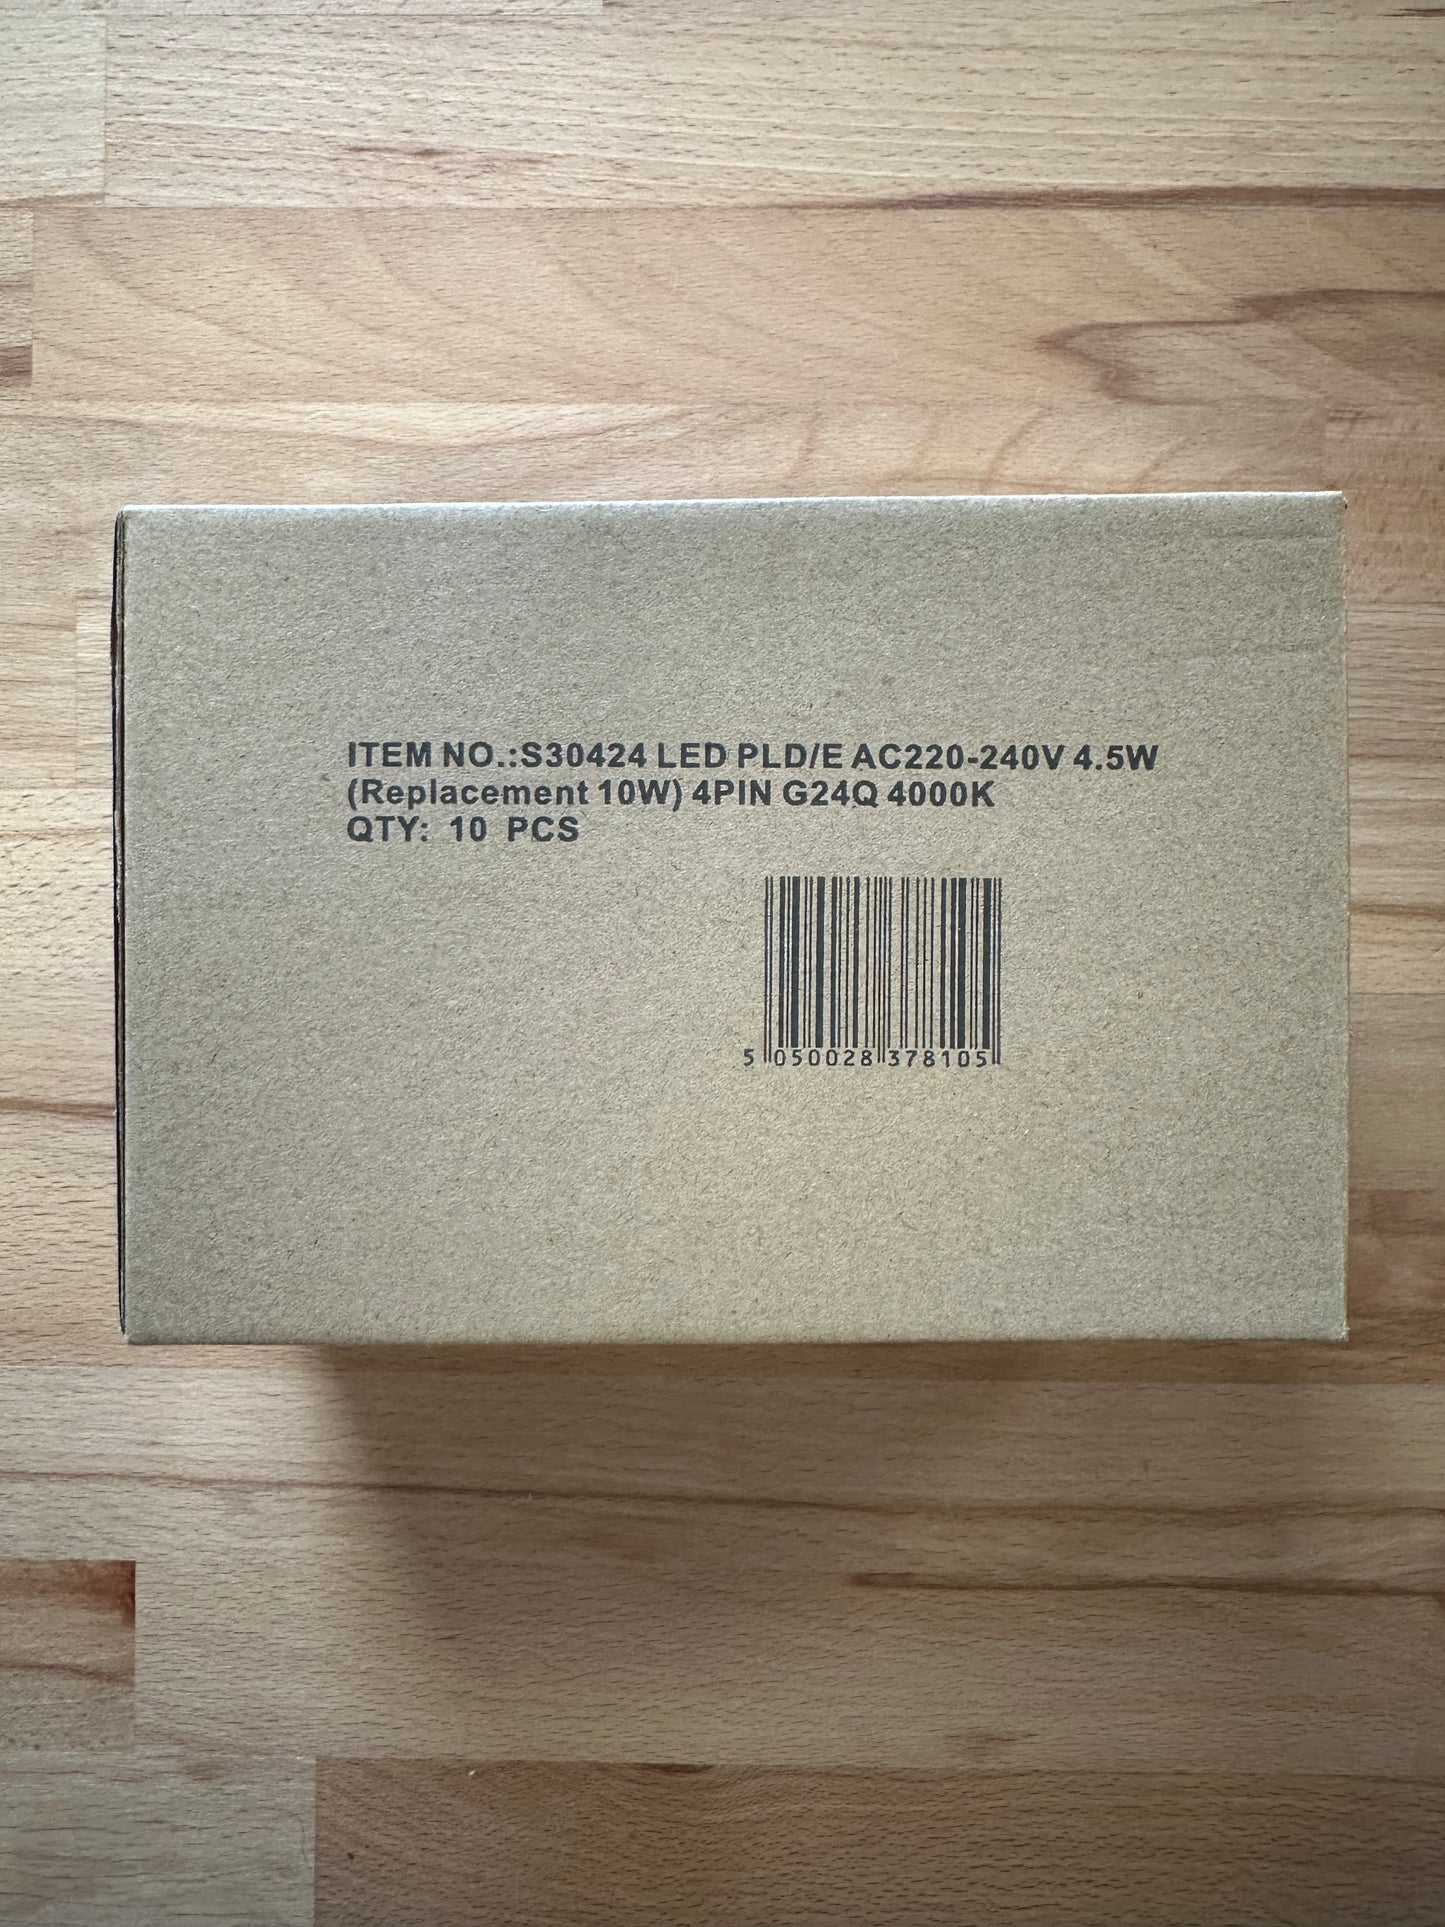 ITEM NO.:S30424 LED PLD/E AC220-240V 4.5W
(Replacement 10W) 4PIN G24Q 4000K
QTY: 10 PCS
5 050028 378105